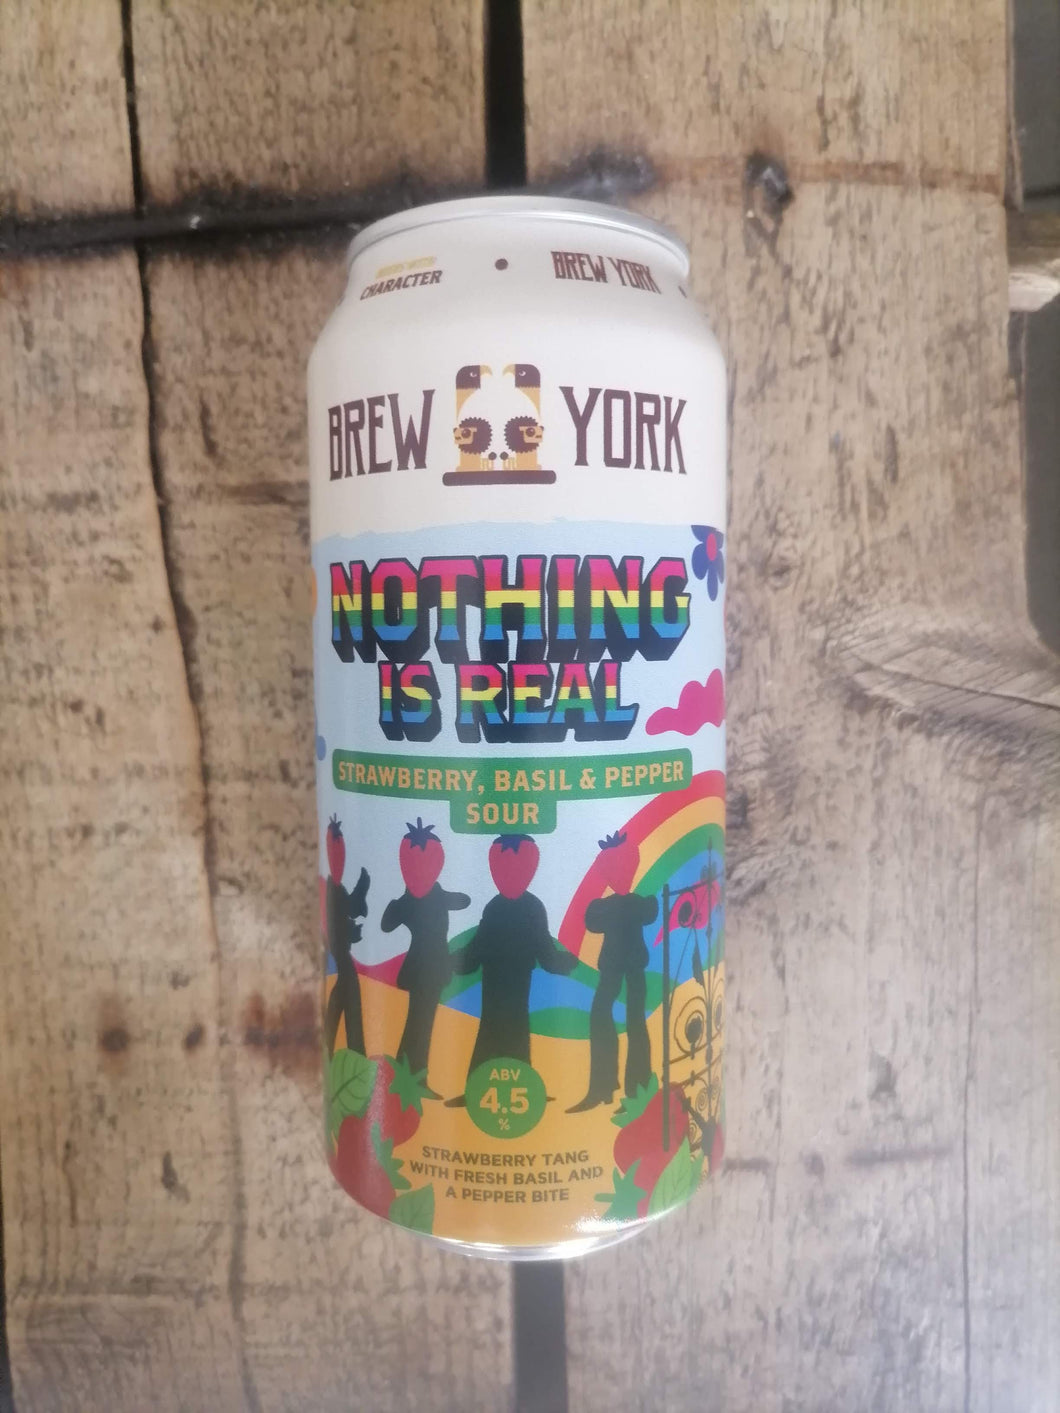 CHARACTER
BREW YORK
BREW YORK
NOTHING
IS REAL
STRAWBERRY, BASIL & PEPPER
SOUR
ABV
4.5
%
STRAWBERRY TANG
WITH FRESH BASIL AND
A PEPPER BITE